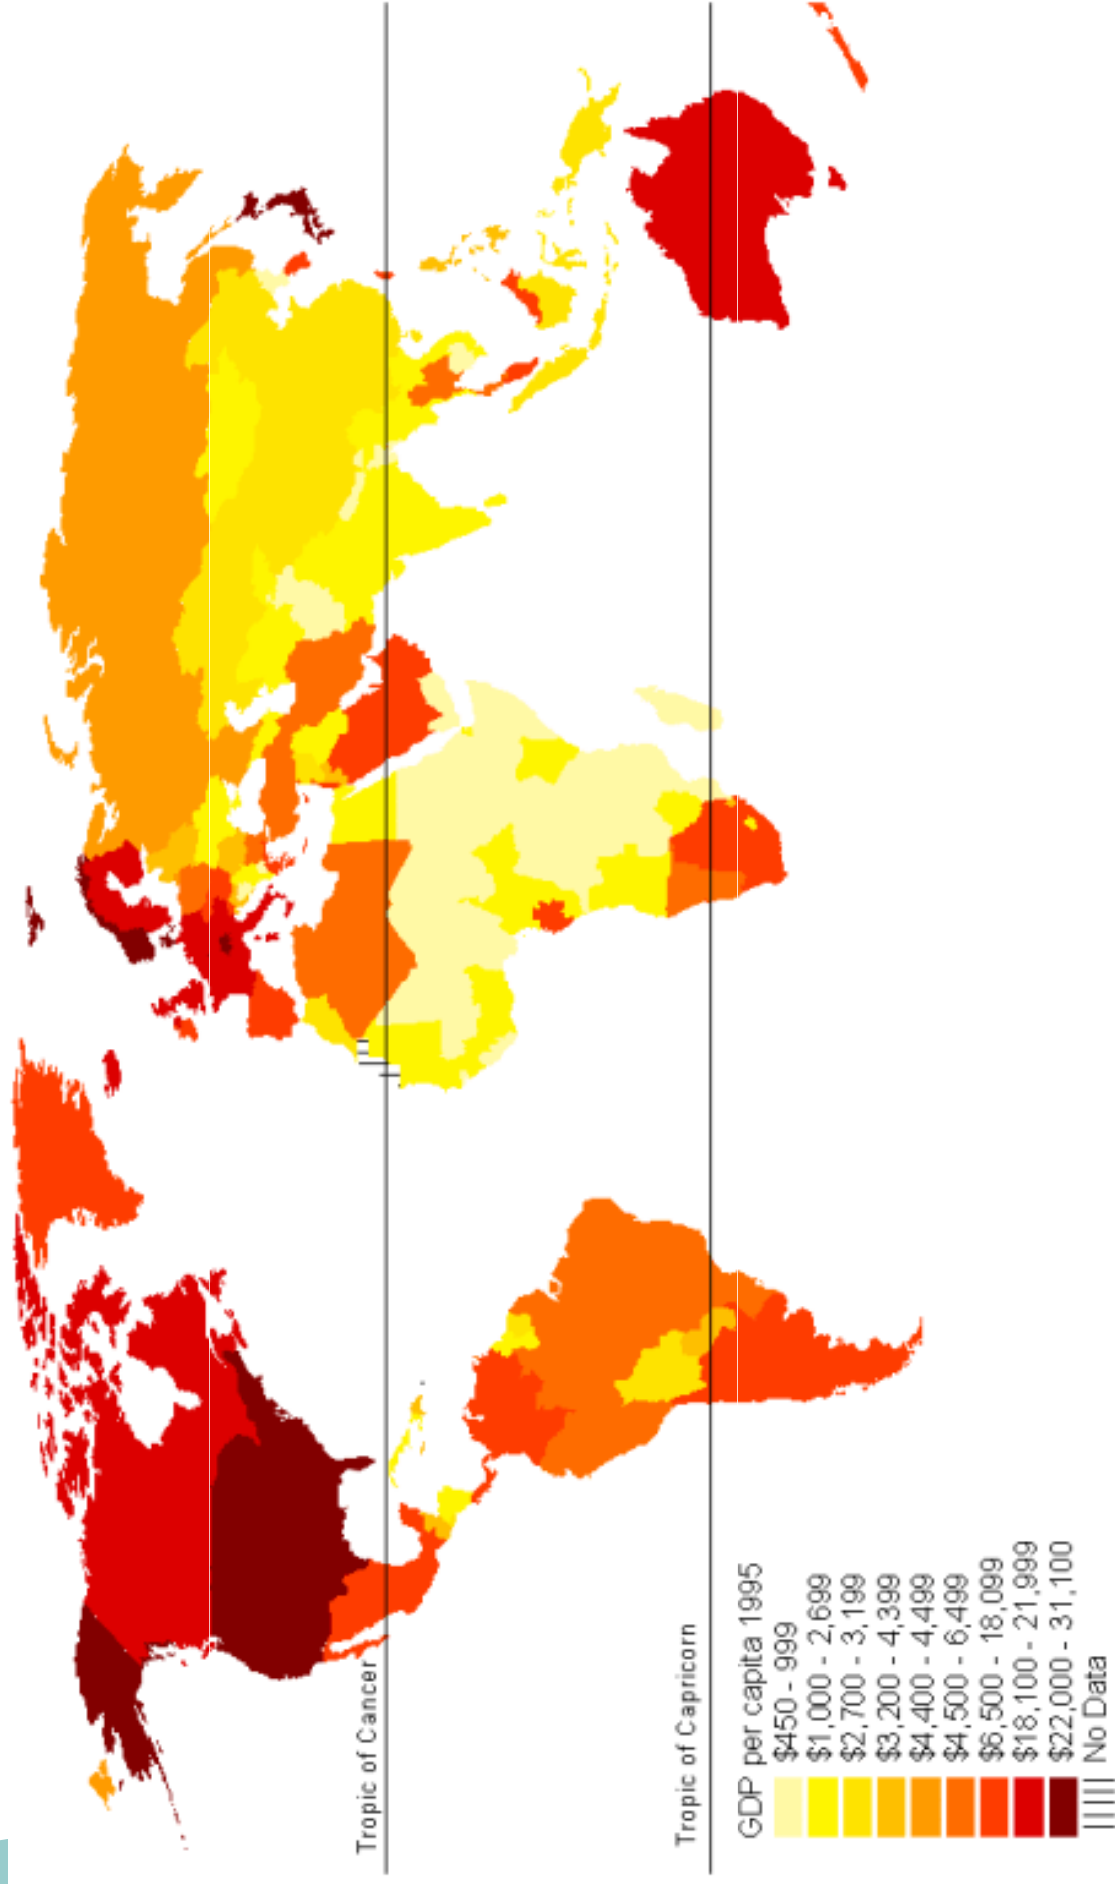 Tropic of Cancer
Tropic of Capricorn
GDP per capita 1995
$450 - 999
$1,000 - 2,699
$2,700 - 3,199
$3,200 - 4,399
$4,400 - 4,499
$4,500 - 6,499
$6,500 - 18,099
$18,100 - 21,999
$22,000 - 31,100
No Data